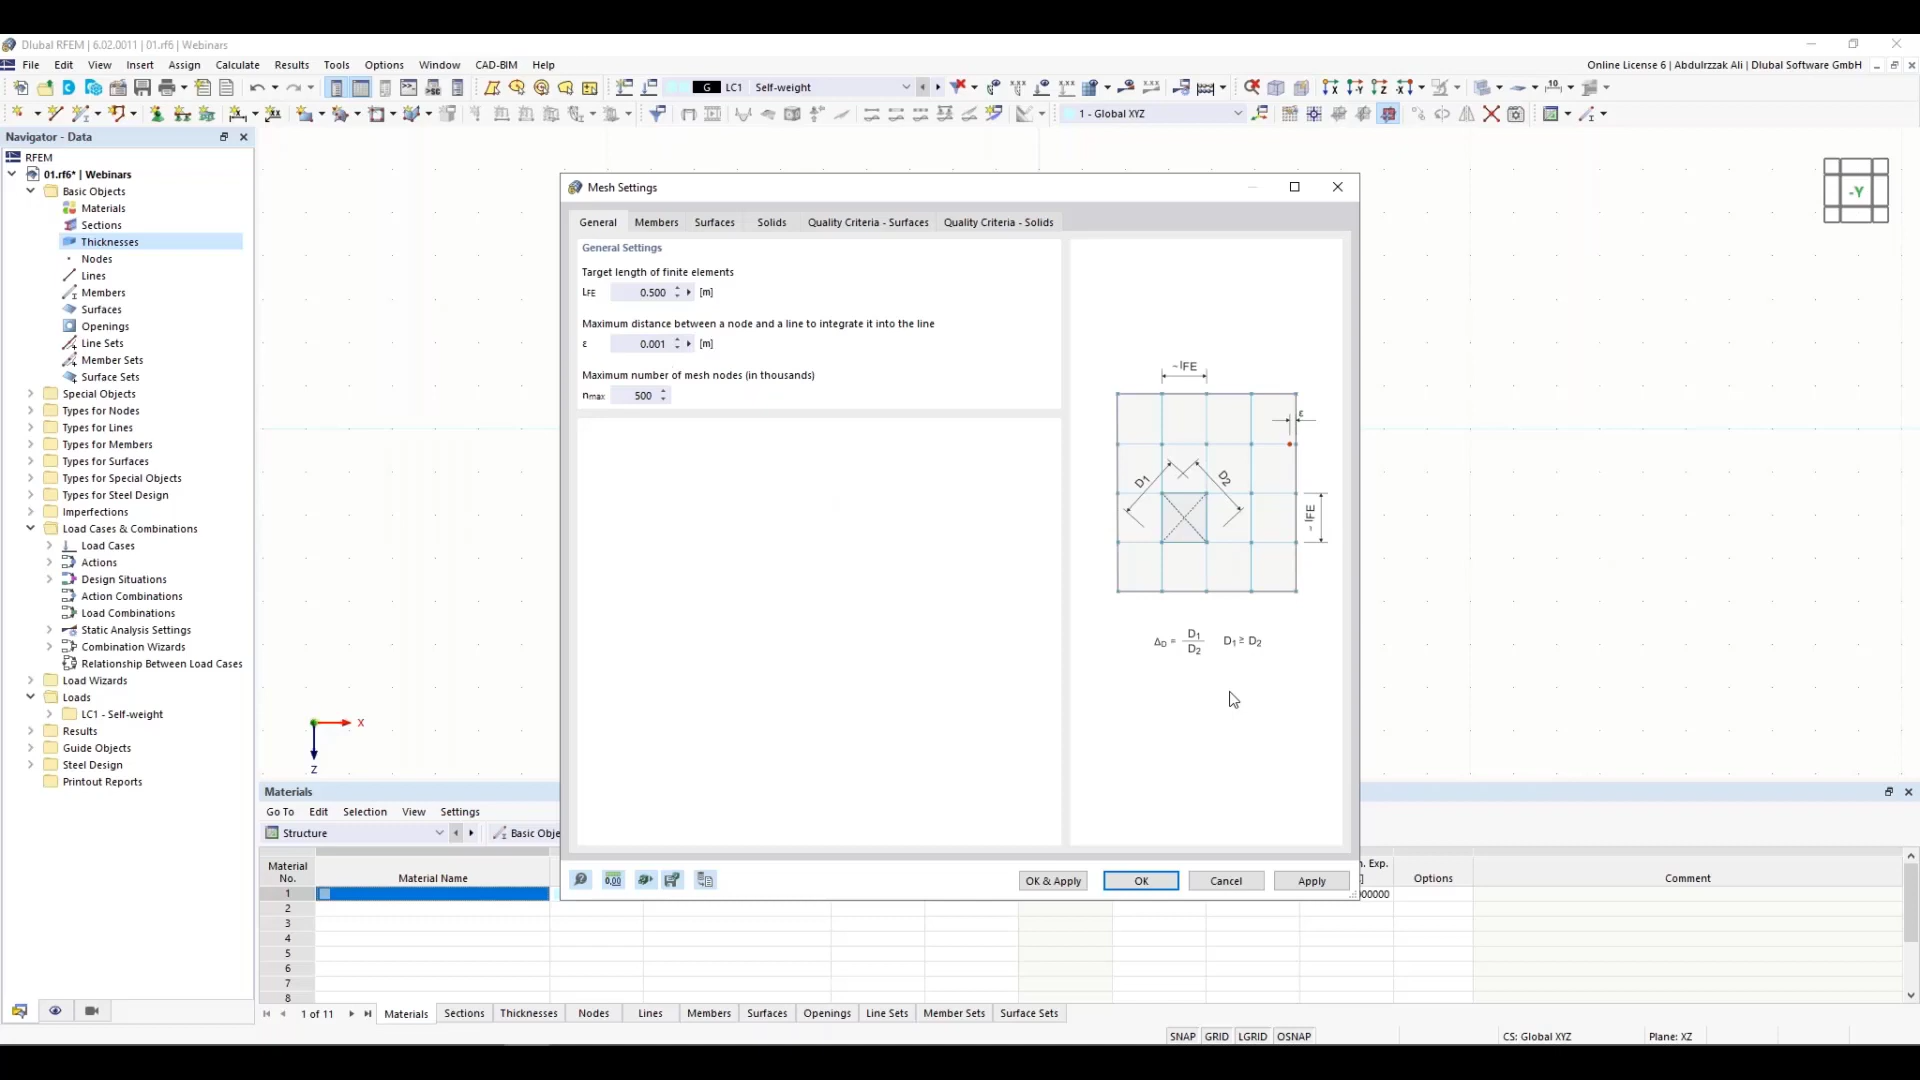 Dlubal RFEM | 6.02.0011 | 01.rf6 | Webinars
File Edit View Insert Assign Calculate Results Tools Options Window CAD-BIM Help
Online License 6 | Abdulrzzak Ali | Dlubal Software GmbH
G LC1 Self-weight
1 - Global XYZ
Navigator - Data
RFEM
01.rf6* | Webinars
Basic Objects
Materials
Sections
Thicknesses
Nodes
Lines
Members
Surfaces
Openings
Line Sets
Member Sets
Surface Sets
Special Objects
Types for Nodes
Types for Lines
Types for Members
Types for Surfaces
Types for Special Objects
Types for Steel Design
Imperfections
Load Cases & Combinations
Load Cases
Actions
Design Situations
Action Combinations
Load Combinations
Static Analysis Settings
Combination Wizards
Relationship Between Load Cases
Load Wizards
Loads
LC1 - Self-weight
Results
Guide Objects
Steel Design
Printout Reports
-Y
X
Z
Mesh Settings
General Members Surfaces Solids Quality Criteria - Surfaces Quality Criteria - Solids
General Settings
Target length of finite elements
LFE 0.500 [m]
Maximum distance between a node and a line to integrate it into the line
ε 0.001 [m]
Maximum number of mesh nodes (in thousands)
nmax 500
~lFE
ε
D1 D2
~lFE
ΔD = D1 / D2 D1 ≥ D2
OK & Apply OK Cancel Apply
Materials
Go To Edit Selection View Settings
Structure Basic Obje
Material No. Material Name Options Comment
1
2
3
4
5
6
7
8
1 of 11 Materials Sections Thicknesses Nodes Lines Members Surfaces Openings Line Sets Member Sets Surface Sets
SNAP GRID LGRID OSNAP CS: Global XYZ Plane: XZ